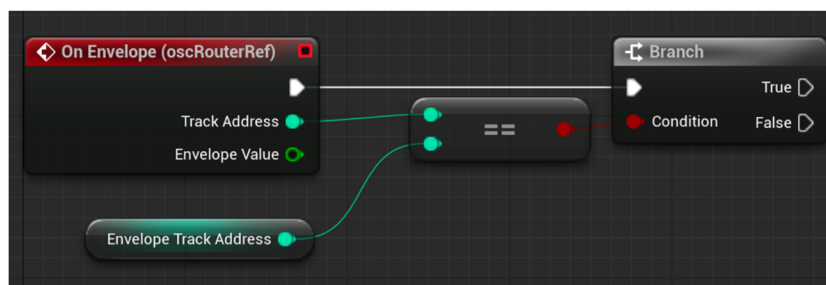 On Envelope (oscRouterRef)
Branch
True
Track Address
==
Condition
False
Envelope Value
Envelope Track Address